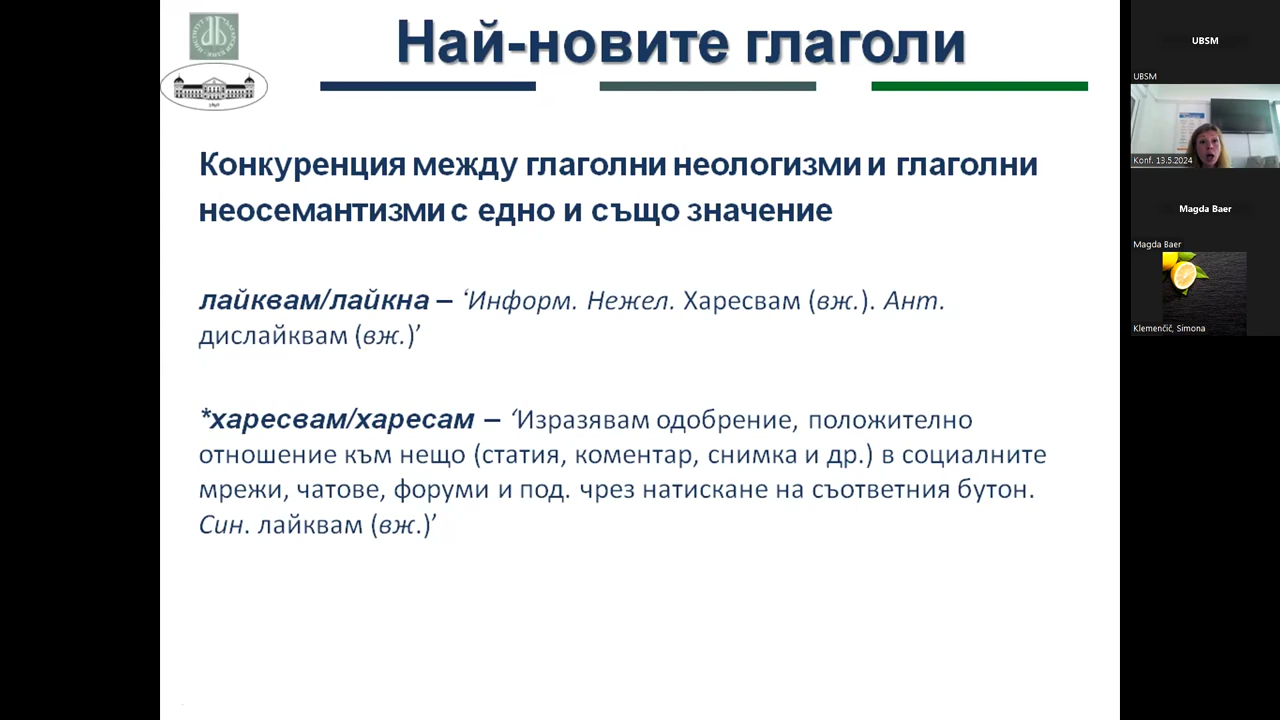 Най-новите глаголи
Конкуренция между глаголни неологизми и глаголни
неосемантизми с едно и също значение
лайквам/лайкна – ‘Информ. Нежел. Харесвам (вж.). Ант.
дислайквам (вж.)’
*харесвам/харесам – ‘Изразявам одобрение, положително
отношение към нещо (статия, коментар, снимка и др.) в социалните
мрежи, чатове, форуми и под. чрез натискане на съответния бутон.
Син. лайквам (вж.)’
UBSM
UBSM
Konf. 13.5.2024
Magda Baer
Magda Baer
Klemenčič, Simona